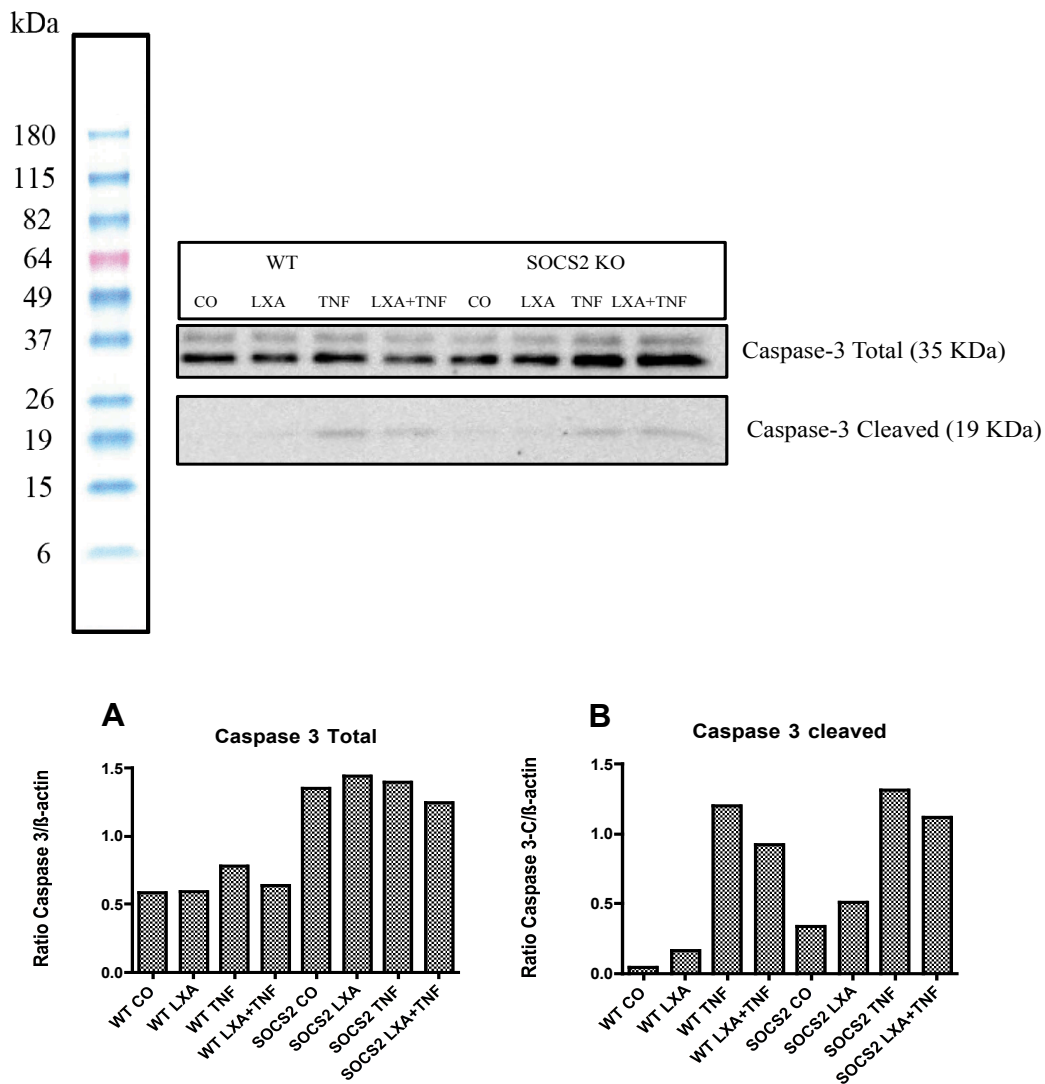 kDa
180
115
82
64
49
37
26
19
15
6
WT SOCS2 KO
CO LXA TNF LXA+TNF CO LXA TNF LXA+TNF
Caspase-3 Total (35 KDa)
Caspase-3 Cleaved (19 KDa)
A
Caspase 3 Total
Ratio Caspase 3/ß-actin
1.5
1.0
0.5
0.0
WT CO
WT LXA
WT TNF
WT LXA+TNF
SOCS2 CO
SOCS2 LXA
SOCS2 TNF
SOCS2 LXA+TNF
B
Caspase 3 cleaved
Ratio Caspase 3-C/ß-actin
1.5
1.0
0.5
0.0
WT CO
WT LXA
WT TNF
WT LXA+TNF
SOCS2 CO
SOCS2 LXA
SOCS2 TNF
SOCS2 LXA+TNF